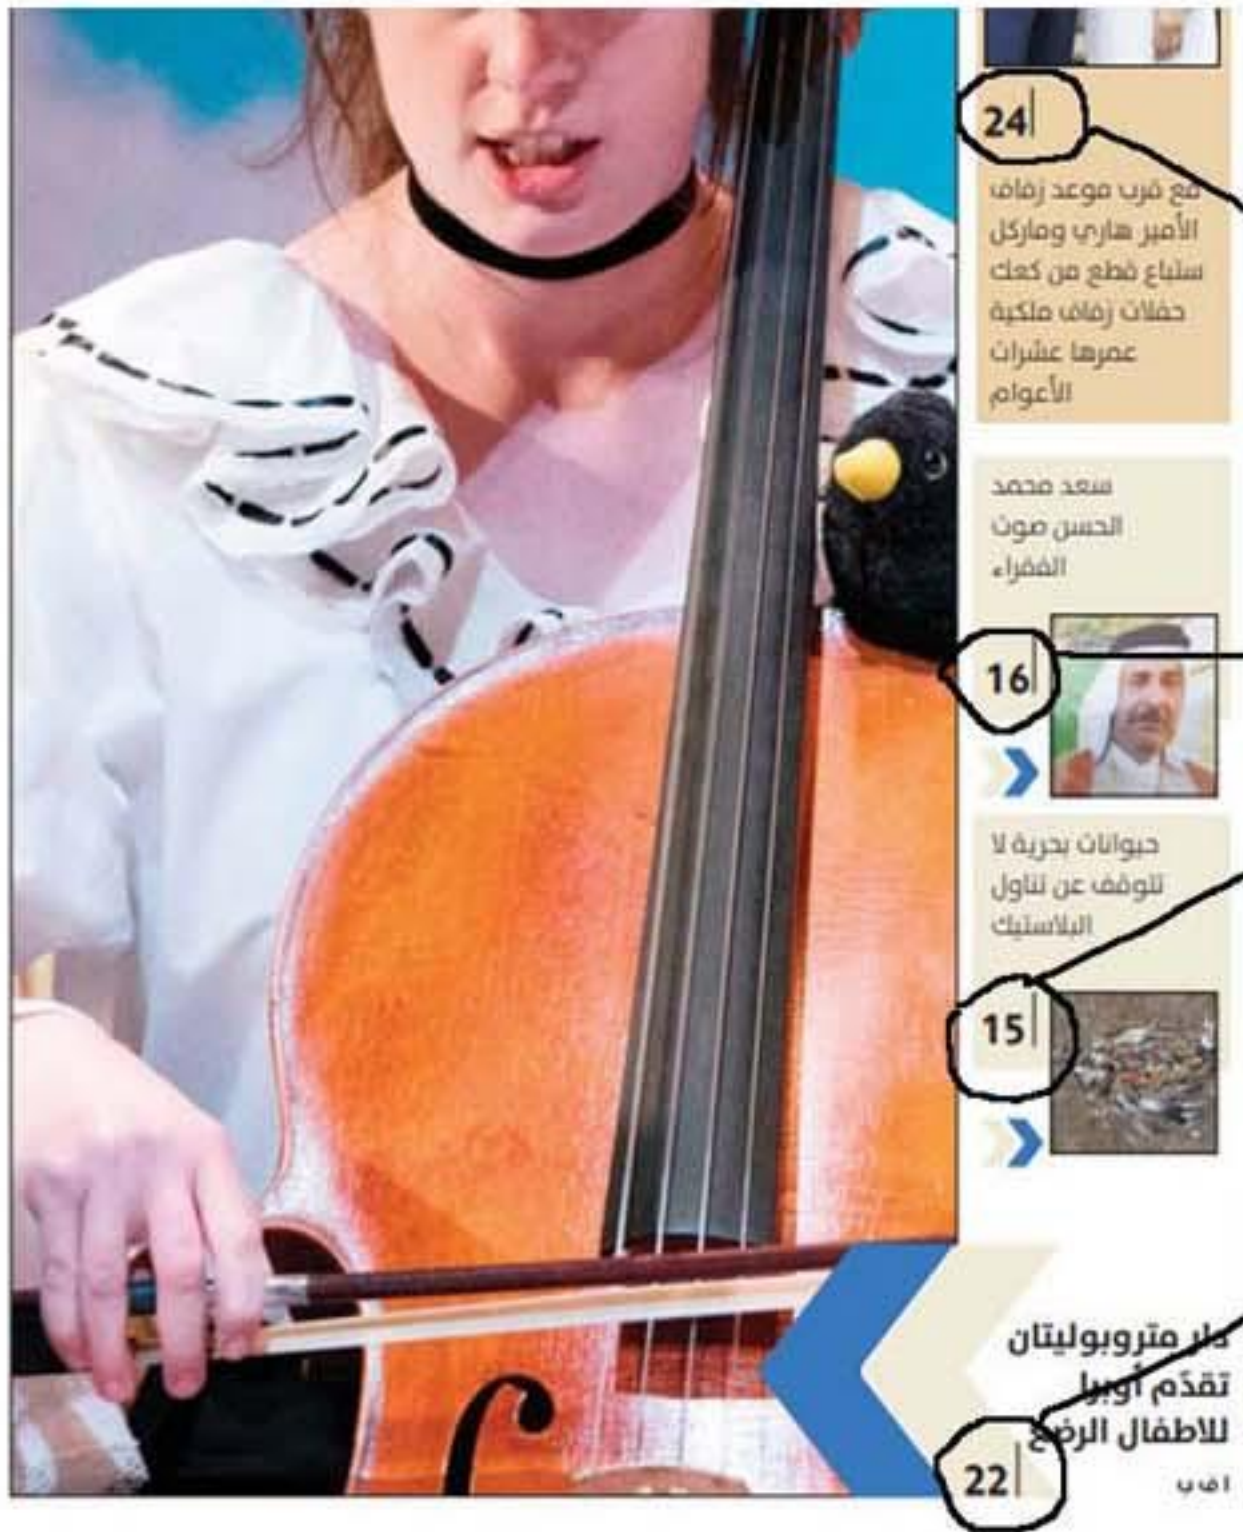 24
مع قرب موعد زفاف
الأمير هاري وماركل
ستباع قطع من كعك
حفلات زفاف ملكية
عمرها عشرات
الأعوام
سعد محمد
الحسن صوت
الفقراء
16
حيوانات بحرية لا
تتوقف عن تناول
البلاستيك
15
دار متروبوليتان
تقدّم أوبرا
للاطفال الرضع
22
ا ف ب